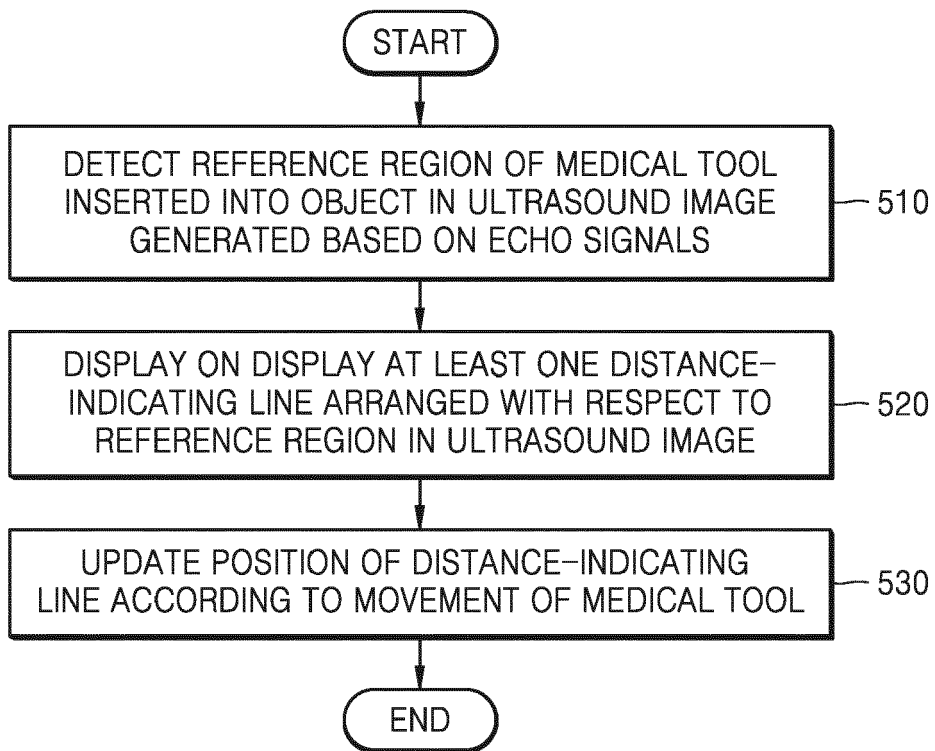 START
DETECT REFERENCE REGION OF MEDICAL TOOL
INSERTED INTO OBJECT IN ULTRASOUND IMAGE
GENERATED BASED ON ECHO SIGNALS
510
DISPLAY ON DISPLAY AT LEAST ONE DISTANCE-
INDICATING LINE ARRANGED WITH RESPECT TO
REFERENCE REGION IN ULTRASOUND IMAGE
520
UPDATE POSITION OF DISTANCE-INDICATING
LINE ACCORDING TO MOVEMENT OF MEDICAL TOOL
530
END